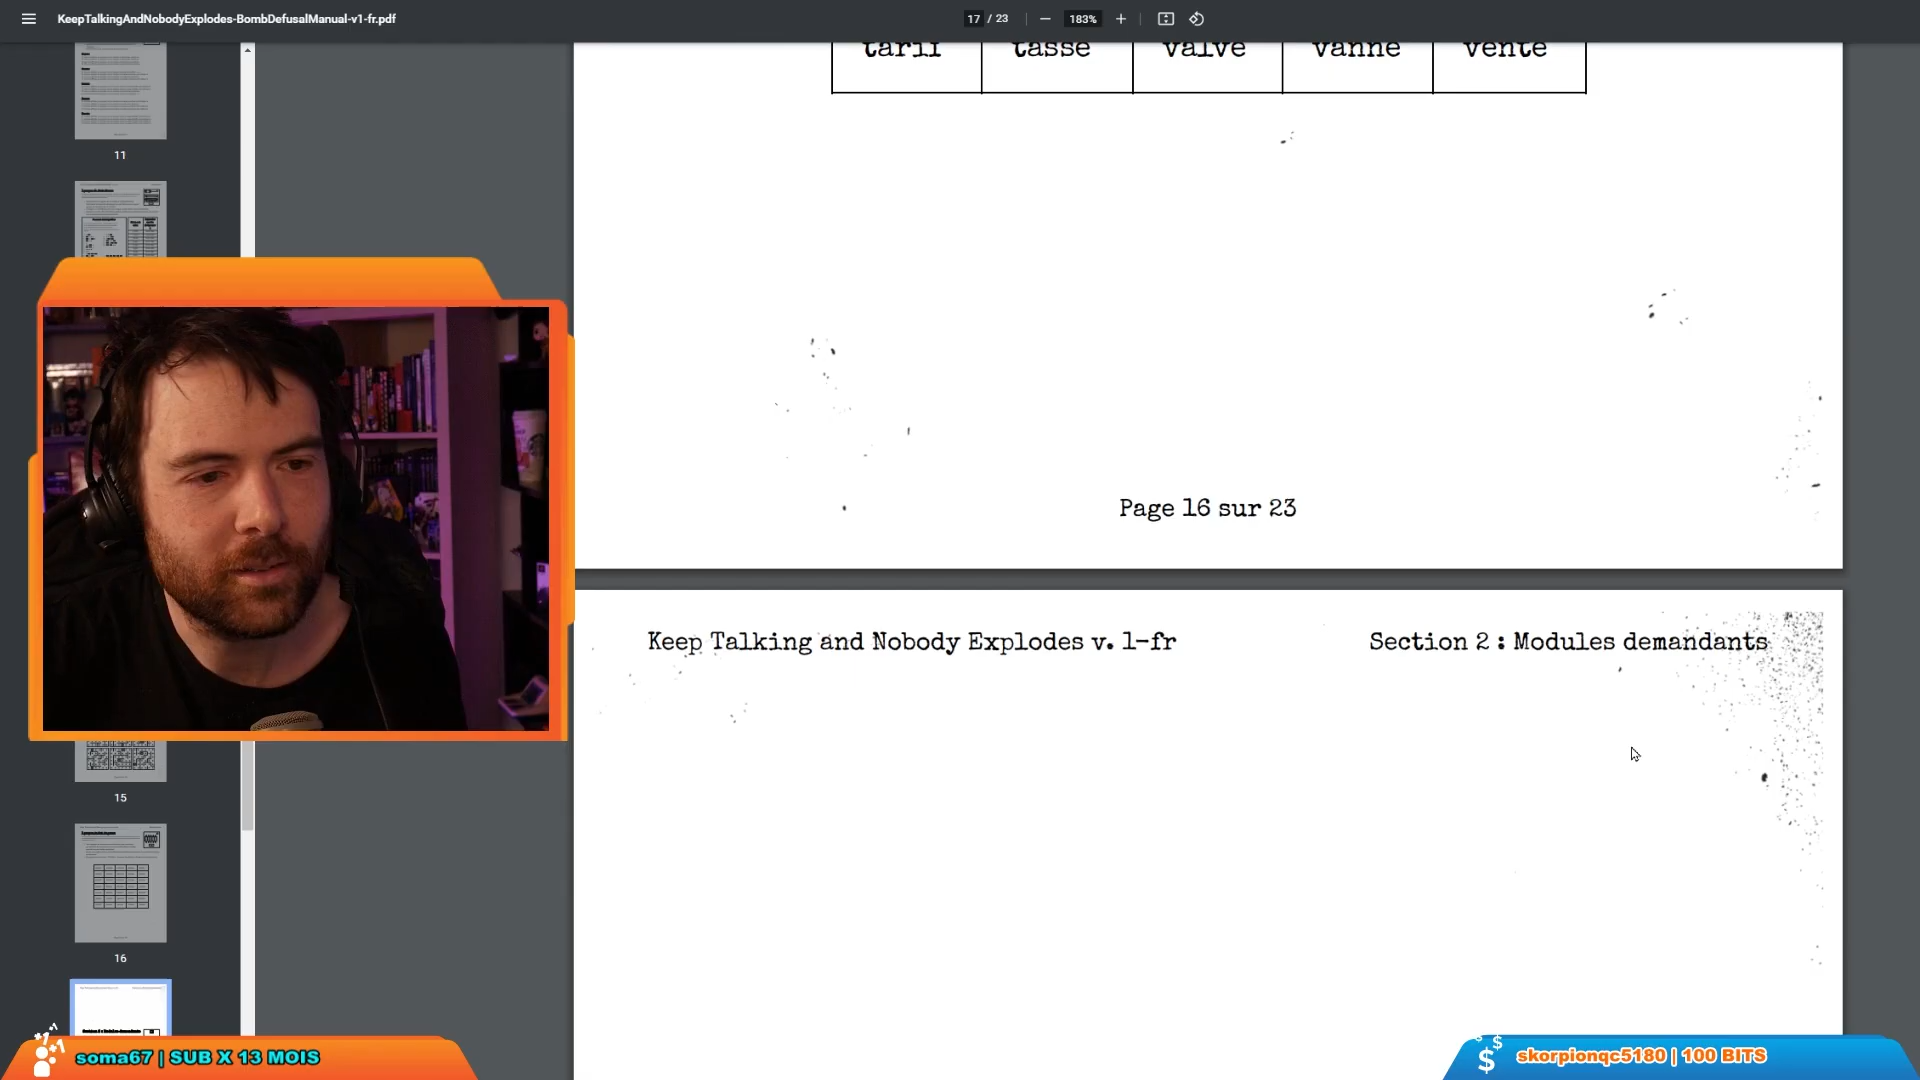 KeepTalkingAndNobodyExplodes-BombDefusalManual-v1-fr.pdf
17 / 23
183%
tarif tasse valve vanne vente
11
Page 16 sur 23
Keep Talking and Nobody Explodes v. 1-fr
Section 2 : Modules demandants
15
16
soma67 | SUB X 13 MOIS
skorpionqc5180 | 100 BITS